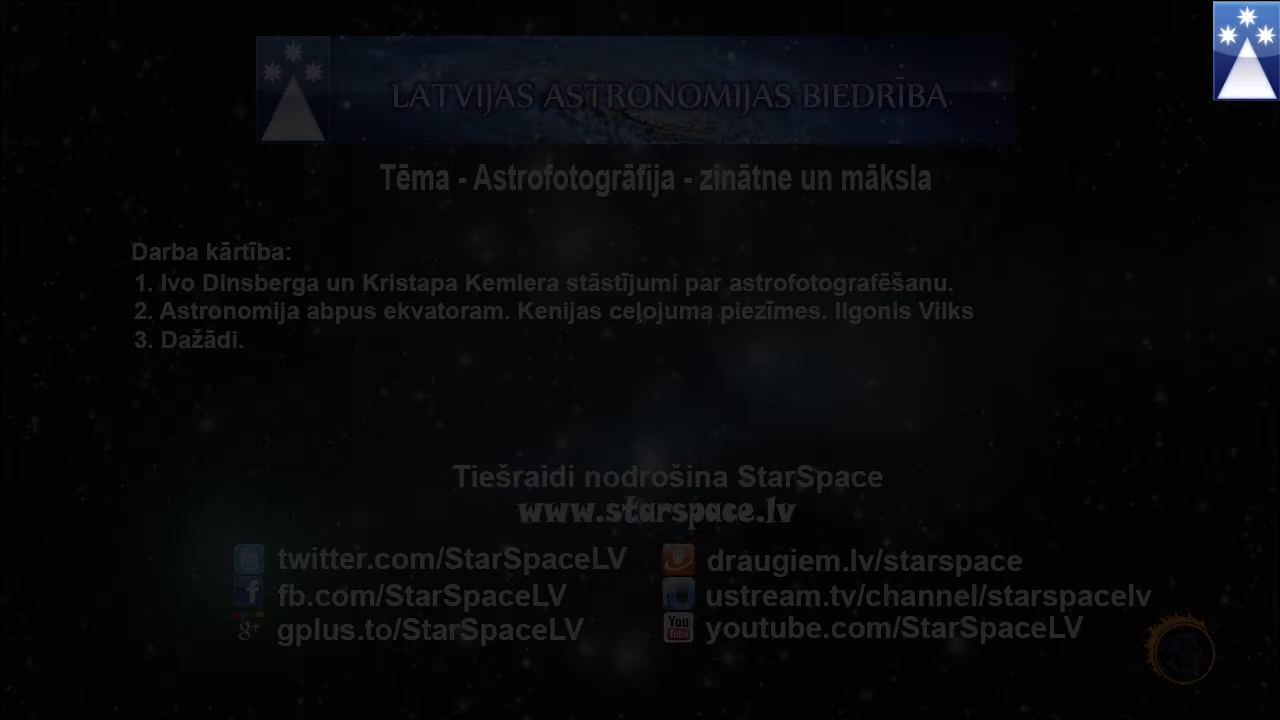 LATVIJAS ASTRONOMIJAS BIEDRĪBA
Tēma - Astrofotogrāfija - zinātne un māksla
Darba kārtība:
1. Ivo Dinsberga un Kristapa Kemlera stāstījumi par astrofotografēšanu.
2. Astronomija abpus ekvatoram. Kenijas ceļojuma piezīmes. Ilgonis Vilks
3. Dažādi.
Tiešraidi nodrošina StarSpace
www.starspace.lv
twitter.com/StarSpaceLV
fb.com/StarSpaceLV
g+ gplus.to/StarSpaceLV
draugiem.lv/starspace
ustream.tv/channel/starspacelv
You Tube youtube.com/StarSpaceLV